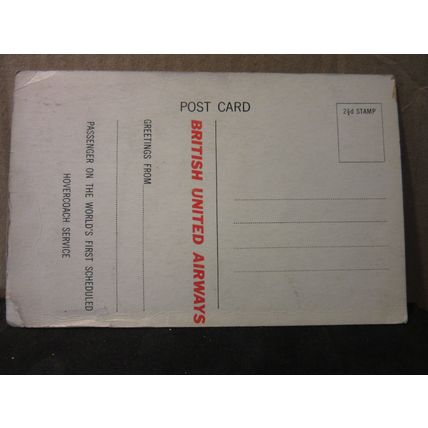 POST CARD
2½d STAMP
BRITISH UNITED AIRWAYS
GREETINGS FROM
PASSENGER ON THE WORLD'S FIRST SCHEDULED
HOVERCOACH SERVICE